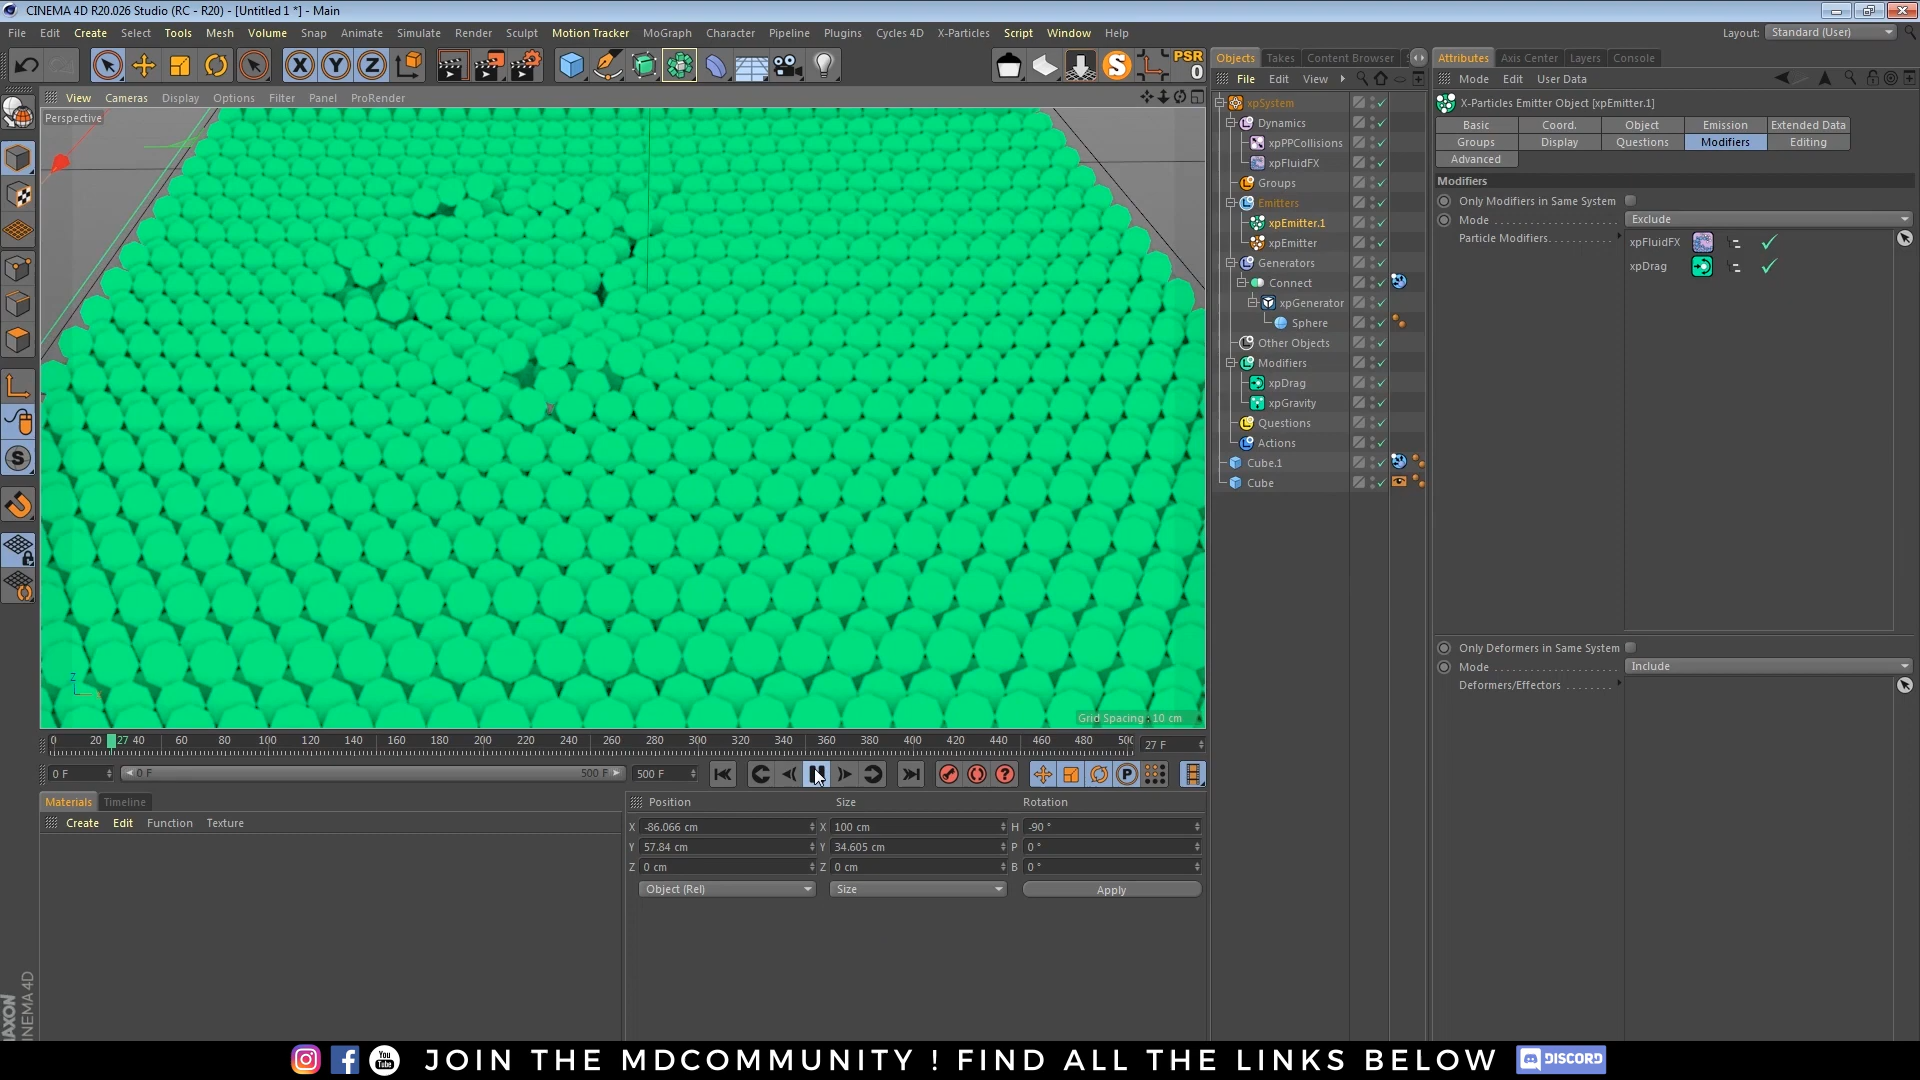 CINEMA 4D R20.026 Studio (RC - R20) - [Untitled 1 *] - Main
File Edit Create Select Tools Mesh Volume Snap Animate Simulate Render Sculpt Motion Tracker MoGraph Character Pipeline Plugins Cycles 4D X-Particles Script Window Help
Layout: Standard (User)
X Y Z
PSR
0
Objects Takes Content Browser
Attributes Axis Center Layers Console
View Cameras Display Options Filter Panel ProRender
File Edit View
Mode Edit User Data
Perspective
xpSystem
Dynamics
xpPPCollisions
xpFluidFX
Groups
Emitters
xpEmitter.1
xpEmitter
Generators
Connect
xpGenerator
Sphere
Other Objects
Modifiers
xpDrag
xpGravity
Questions
Actions
Cube.1
Cube
X-Particles Emitter Object [xpEmitter.1]
Basic Coord. Object Emission Extended Data
Groups Display Questions Modifiers Editing
Advanced
Modifiers
Only Modifiers in Same System
Mode Exclude
Particle Modifiers
xpFluidFX
xpDrag
Only Deformers in Same System
Mode Include
Deformers/Effectors
Z
Grid Spacing : 10 cm
0 20 27 40 60 80 100 120 140 160 180 200 220 240 260 280 300 320 340 360 380 400 420 440 460 480 500
27 F
0 F 0 F 500 F 500 F
P
Materials Timeline
Create Edit Function Texture
Position Size Rotation
X -86.066 cm X 100 cm H -90 °
Y 57.84 cm Y 34.605 cm P 0 °
Z 0 cm Z 0 cm B 0 °
Object (Rel) Size Apply
MAXON
CINEMA 4D
You
Tube
JOIN THE MDCOMMUNITY ! FIND ALL THE LINKS BELOW
DISCORD